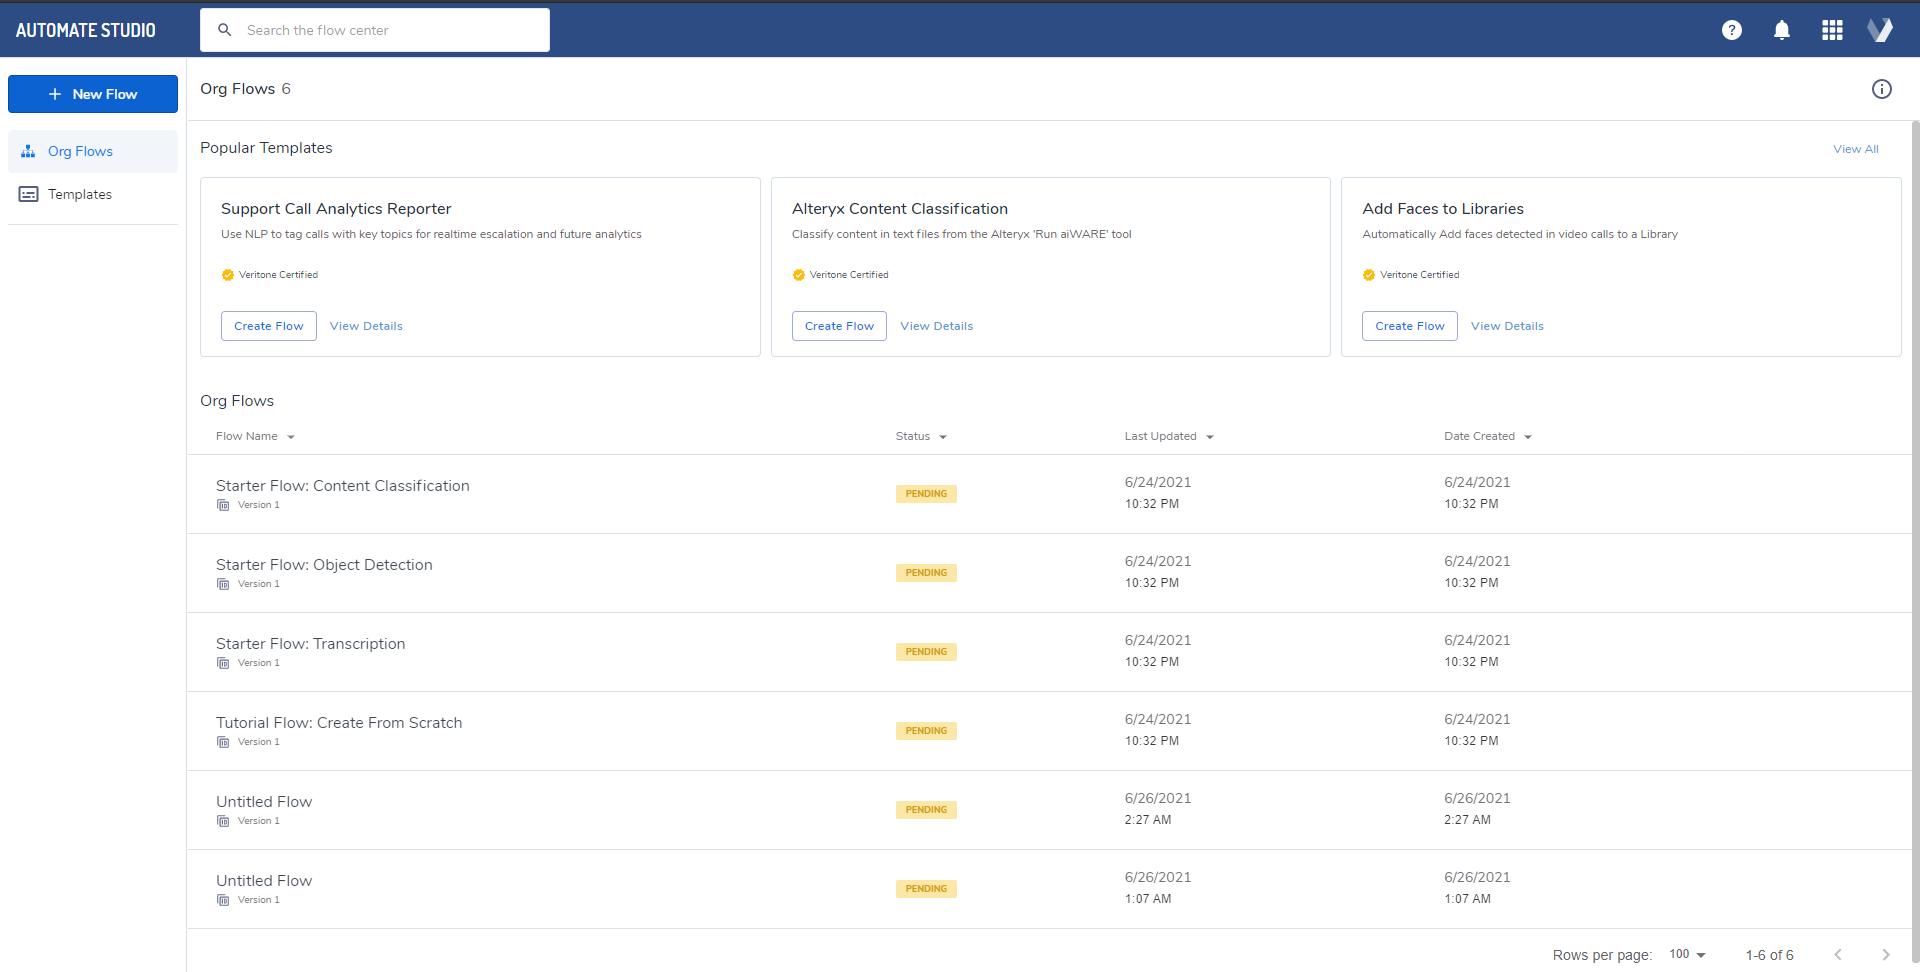 AUTOMATE STUDIO
Search the flow center
New Flow
Org Flows
Templates
Org Flows 6
Popular Templates
View All
Support Call Analytics Reporter
Use NLP to tag calls with key topics for realtime escalation and future analytics
Veritone Certified
Create Flow View Details
Alteryx Content Classification
Classify content in text files from the Alteryx 'Run aiWARE' tool
Veritone Certified
Create Flow View Details
Add Faces to Libraries
Automatically Add faces detected in video calls to a Library
Veritone Certified
Create Flow View Details
Org Flows
Flow Name Status Last Updated Date Created
Starter Flow: Content Classification
Version 1
PENDING
6/24/2021
10:32 PM
6/24/2021
10:32 PM
Starter Flow: Object Detection
Version 1
PENDING
6/24/2021
10:32 PM
6/24/2021
10:32 PM
Starter Flow: Transcription
Version 1
PENDING
6/24/2021
10:32 PM
6/24/2021
10:32 PM
Tutorial Flow: Create From Scratch
Version 1
PENDING
6/24/2021
10:32 PM
6/24/2021
10:32 PM
Untitled Flow
Version 1
PENDING
6/26/2021
2:27 AM
6/26/2021
2:27 AM
Untitled Flow
Version 1
PENDING
6/26/2021
1:07 AM
6/26/2021
1:07 AM
Rows per page: 100 1-6 of 6